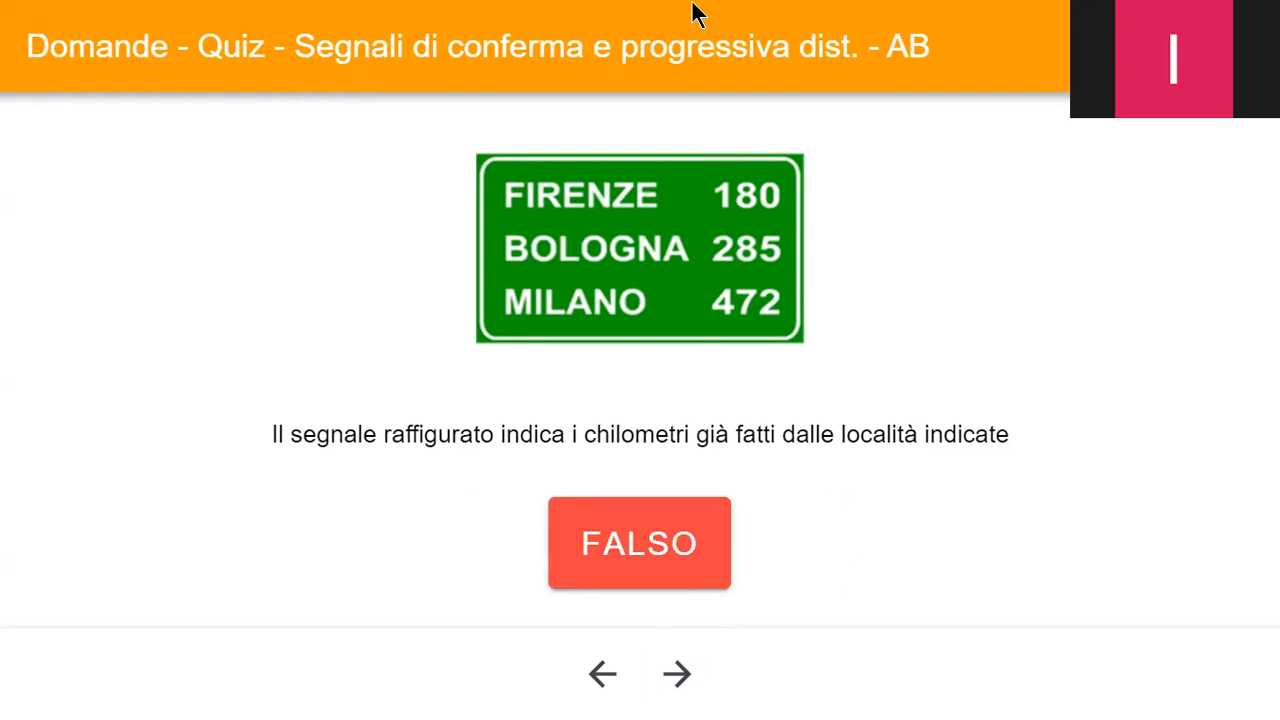 Domande - Quiz - Segnali di conferma e progressiva dist. - AB
I
FIRENZE 180
BOLOGNA 285
MILANO 472
Il segnale raffigurato indica i chilometri già fatti dalle località indicate
FALSO